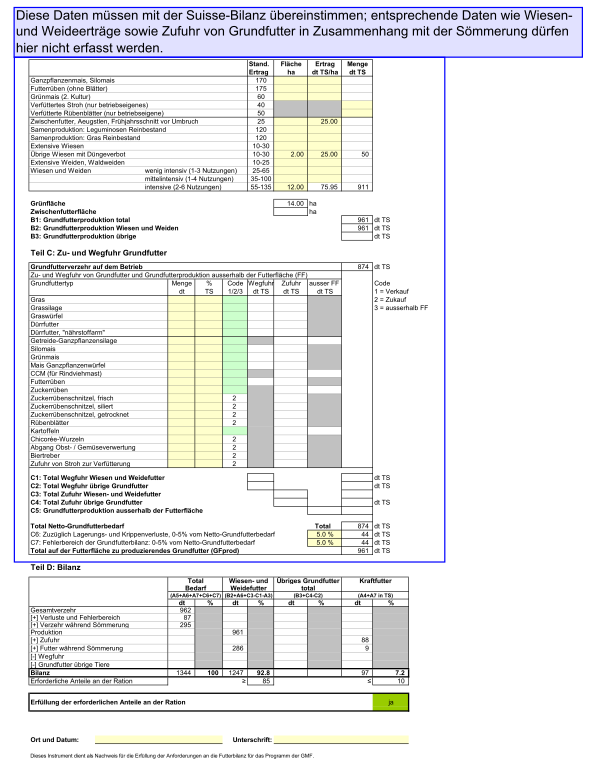 Diese Daten müssen mit der Suisse-Bilanz übereinstimmen; entsprechende Daten wie Wiesen-
und Weideerträge sowie Zufuhr von Grundfutter in Zusammenhang mit der Sömmerung dürfen
hier nicht erfasst werden.
Stand. Fläche Ertrag Menge
Ertrag ha dt TS/ha dt TS
Ganzpflanzenmais, Silomais 170
Futterrüben (ohne Blätter) 175
Grünmais (2. Kultur) 60
Verfüttertes Stroh (nur betriebseigenes) 40
Verfütterte Rübenblätter (nur betriebseigene) 50
Zwischenfutter, Aeugstlen, Frühjahrsschnitt vor Umbruch 25 25.00
Samenproduktion: Leguminosen Reinbestand 120
Samenproduktion: Gras Reinbestand 120
Extensive Wiesen 10-30
Übrige Wiesen mit Düngeverbot 10-30 2.00 25.00 50
Extensive Weiden, Waldweiden 10-25
Wiesen und Weiden wenig intensiv (1-3 Nutzungen) 25-65
mittelintensiv (1-4 Nutzungen) 35-100
intensive (2-6 Nutzungen) 55-135 12.00 75.95 911
Grünfläche 14.00 ha
Zwischenfutterfläche ha
B1: Grundfutterproduktion total 961 dt TS
B2: Grundfutterproduktion Wiesen und Weiden 961 dt TS
B3: Grundfutterproduktion übrige dt TS
Teil C: Zu- und Wegfuhr Grundfutter
Grundfutterverzehr auf dem Betrieb 874 dt TS
Zu- und Wegfuhr von Grundfutter und Grundfutterproduktion ausserhalb der Futterfläche (FF)
Grundfuttertyp Menge % Code Wegfuhr Zufuhr ausser FF Code
dt TS 1/2/3 dt TS dt TS dt TS 1 = Verkauf
Gras 2 = Zukauf
Grassilage 3 = ausserhalb FF
Graswürfel
Dürrfutter
Dürrfutter, "nährstoffarm"
Getreide-Ganzpflanzensilage
Silomais
Grünmais
Mais Ganzpflanzenwürfel
CCM (für Rindviehmast)
Futterrüben
Zuckerrüben
Zuckerrübenschnitzel, frisch 2
Zuckerrübenschnitzel, siliert 2
Zuckerrübenschnitzel, getrocknet 2
Rübenblätter 2
Kartoffeln
Chicorée-Wurzeln 2
Abgang Obst- / Gemüseverwertung 2
Biertreber 2
Zufuhr von Stroh zur Verfütterung 2
C1: Total Wegfuhr Wiesen und Weidefutter dt TS
C2: Total Wegfuhr übrige Grundfutter dt TS
C3: Total Zufuhr Wiesen- und Weidefutter
C4: Total Zufuhr übrige Grundfutter dt TS
C5: Grundfutterproduktion ausserhalb der Futterfläche
Total Netto-Grundfutterbedarf Total 874 dt TS
C6: Zuzüglich Lagerungs- und Krippenverluste, 0-5% vom Netto-Grundfutterbedarf 5.0 % 44 dt TS
C7: Fehlerbereich der Grundfutterbilanz: 0-5% vom Netto-Grundfutterbedarf 5.0 % 44 dt TS
Total auf der Futterfläche zu produzierendes Grundfutter (GFprod) 961 dt TS
Teil D: Bilanz
Total Wiesen- und Übriges Grundfutter Kraftfutter
Bedarf Weidefutter total
(A5+A6+A7+C6+C7) (B2+A6+C3-C1-A3) (B3+C4-C2) (A4+A7 in TS)
dt % dt % dt % dt %
Gesamtverzehr 962
[+] Verluste und Fehlerbereich 87
[+] Verzehr während Sömmerung 295
Produktion 961
[+] Zufuhr 88
[+] Futter während Sömmerung 286 9
[-] Wegfuhr
[-] Grundfutter übrige Tiere
Bilanz 1344 100 1247 92.8 97 7.2
Erforderliche Anteile an der Ration ≥ 85 ≤ 10
Erfüllung der erforderlichen Anteile an der Ration ja
Ort und Datum: Unterschrift:
Dieses Instrument dient als Nachweis für die Erfüllung der Anforderungen an die Futterbilanz für das Programm der GMF.